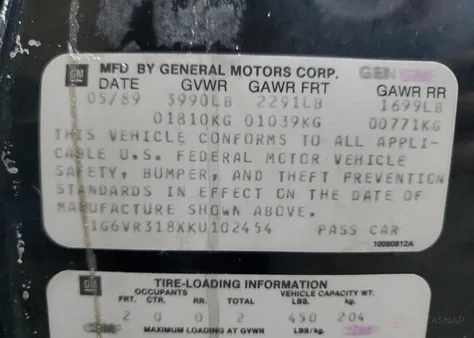 GM MFD BY GENERAL MOTORS CORP. GEN
DATE GVWR GAWR FRT GAWR RR
05/89 3990LB 2291LB 1699LB
01810KG 01039KG 00771KG
THIS VEHICLE CONFORMS TO ALL APPLI-
CABLE U.S. FEDERAL MOTOR VEHICLE
SAFETY, BUMPER, AND THEFT PREVENTION
STANDARDS IN EFFECT ON THE DATE OF
MANUFACTURE SHOWN ABOVE.
1G6VR318XKU102454 PASS CAR
10080812A
GM TIRE-LOADING INFORMATION
OCCUPANTS VEHICLE CAPACITY WT.
FRT. CTR. RR. TOTAL LBS. kg.
2 0 0 2 450 204
MAXIMUM LOADING AT GVWR LBS/kg.